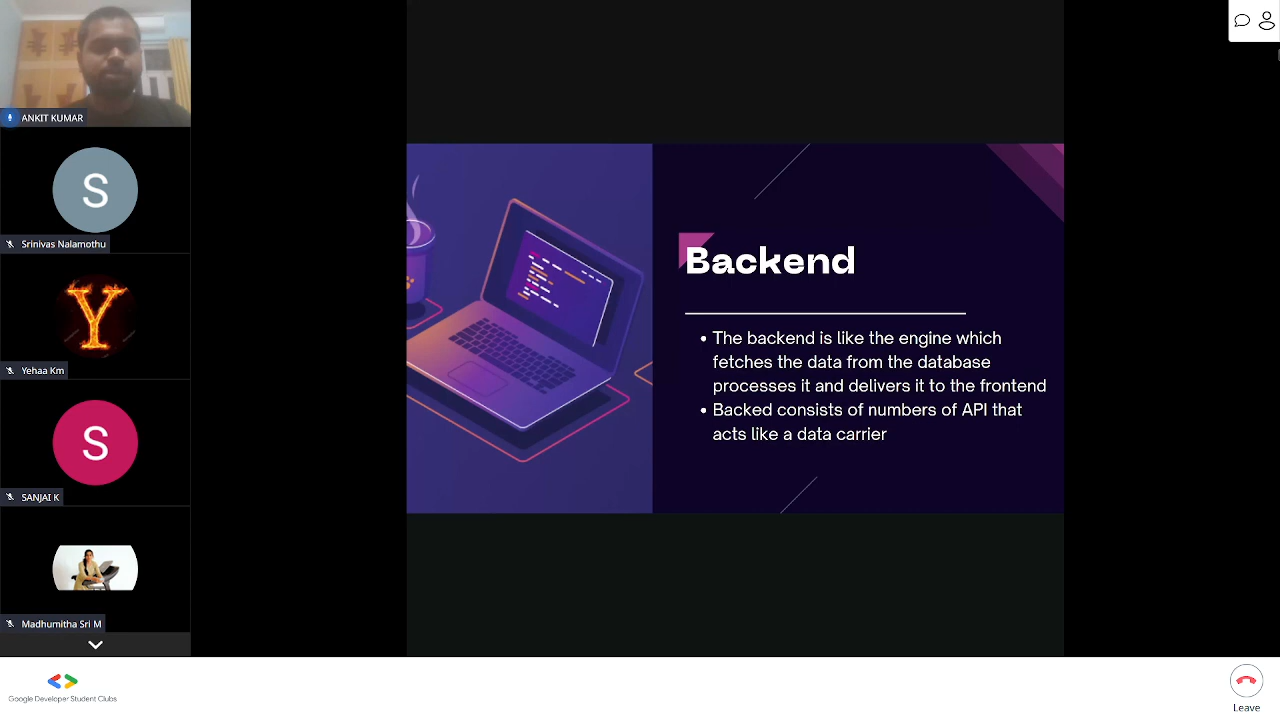 ANKIT KUMAR
S
Srinivas Nalamothu
Y
Yehaa Km
S
SANJAI K
Madhumitha Sri M
Backend
The backend is like the engine which
fetches the data from the database
processes it and delivers it to the frontend
Backed consists of numbers of API that
acts like a data carrier
Google Developer Student Clubs
Leave